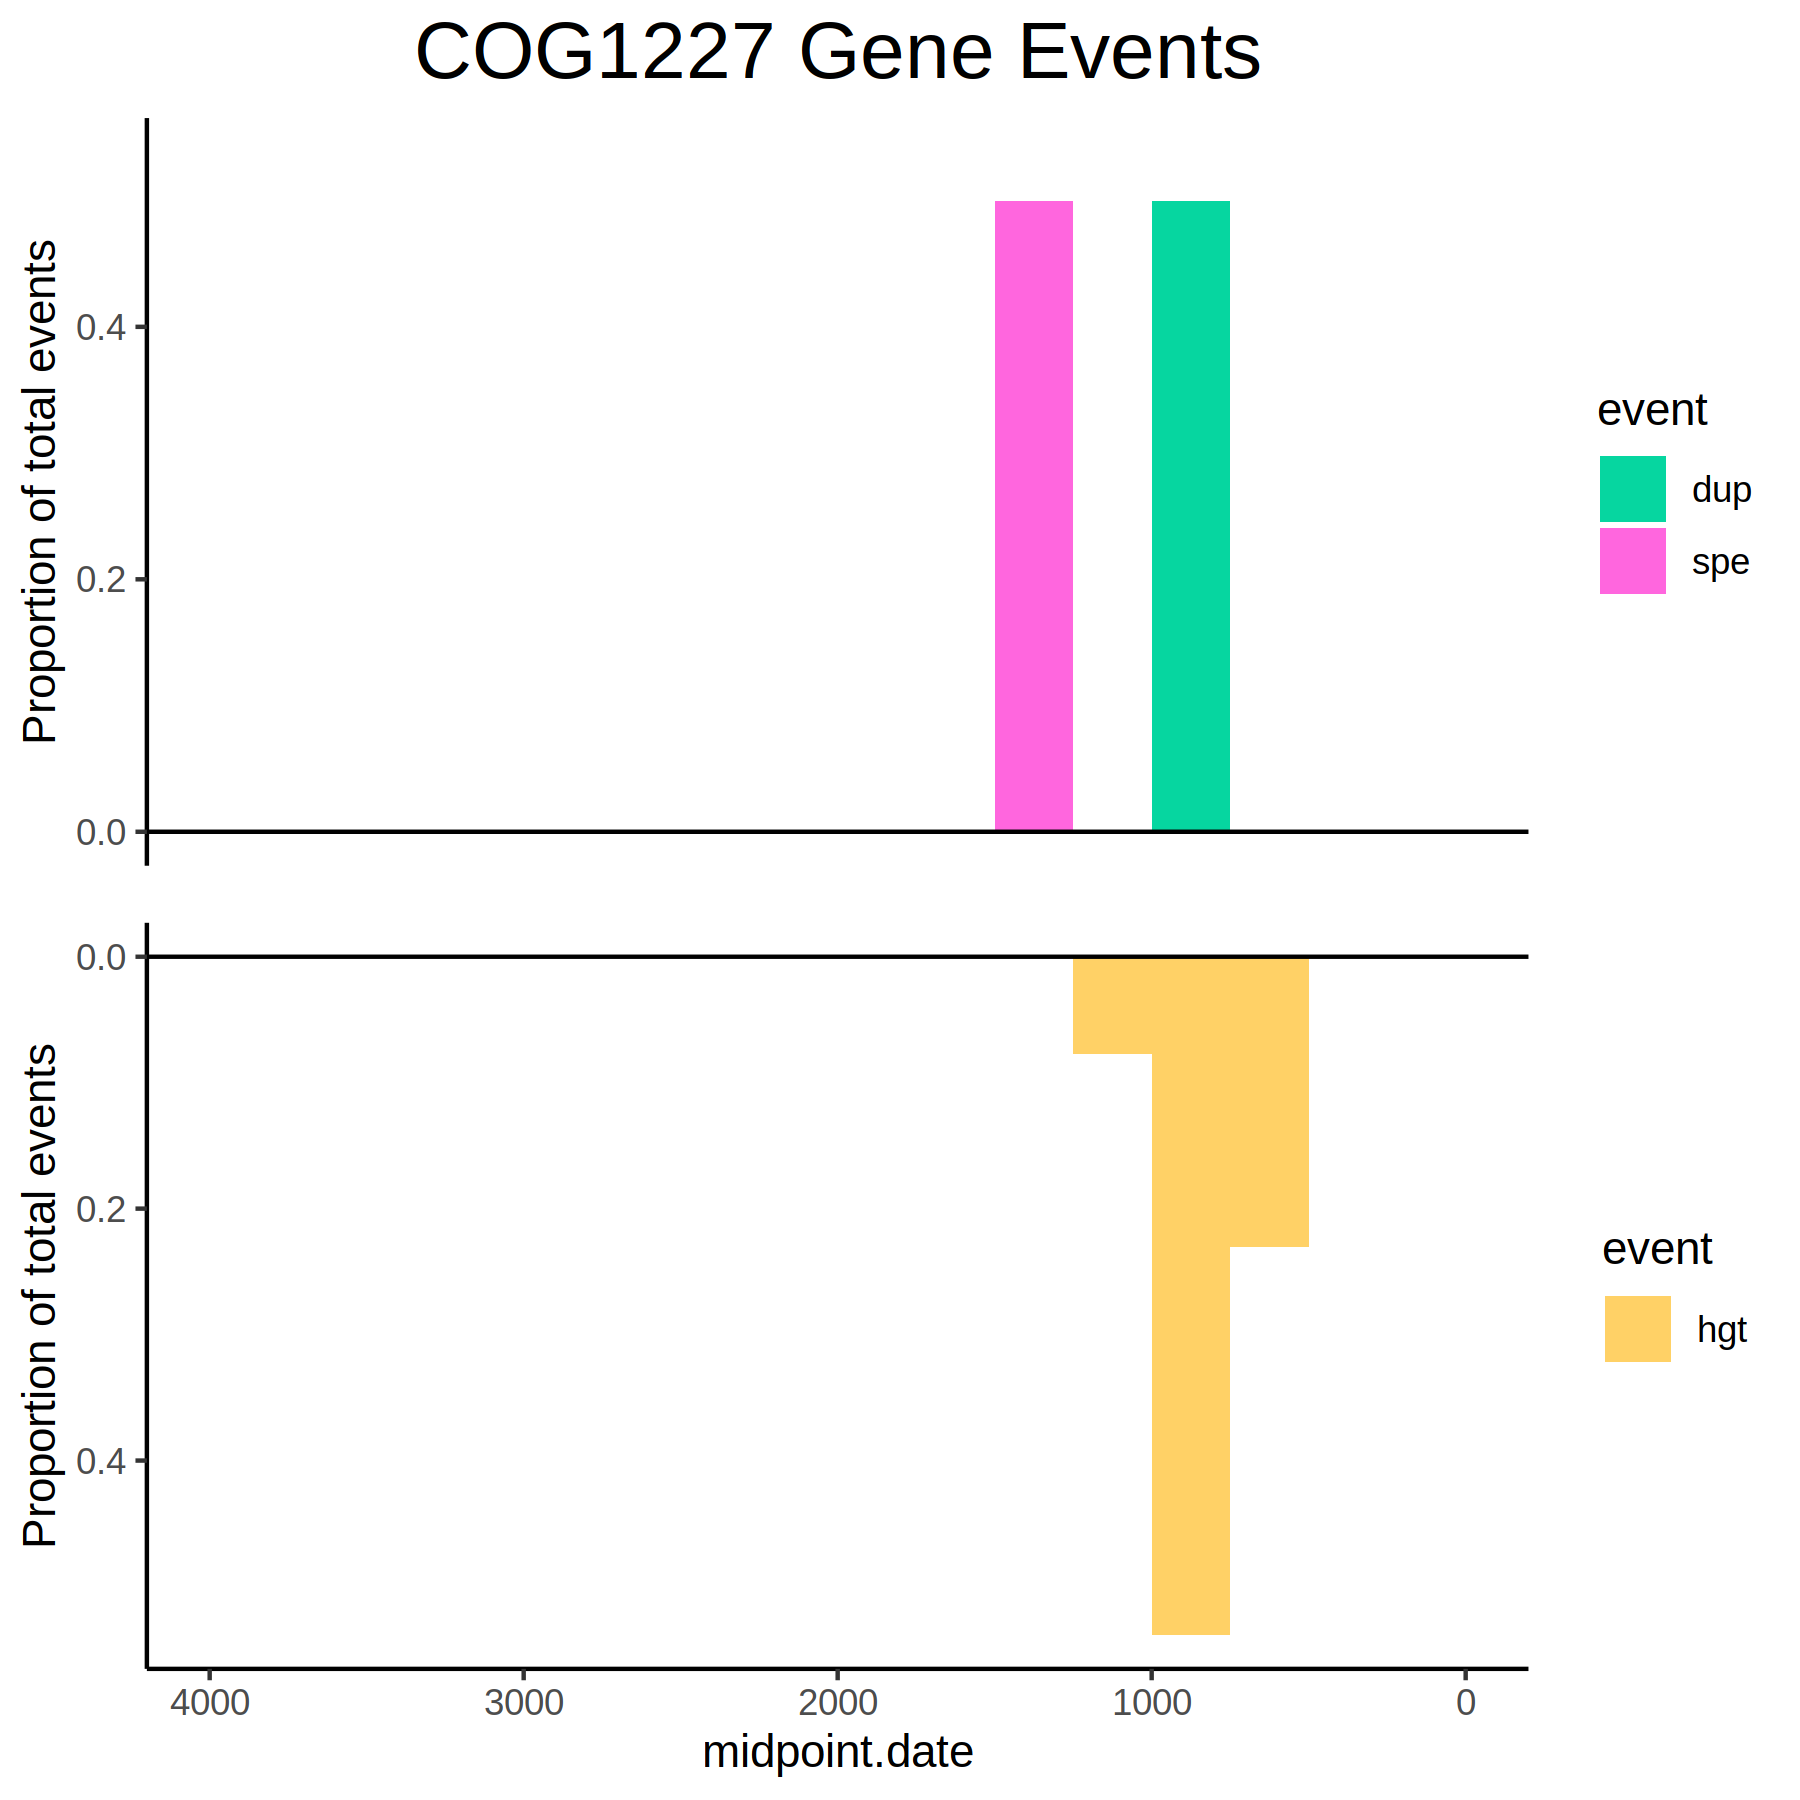 COG1227 Gene Events
Proportion of total events
0.4
0.2
0.0
event
dup
spe
Proportion of total events
0.0
0.2
0.4
event
hgt
4000 3000 2000 1000 0
midpoint.date